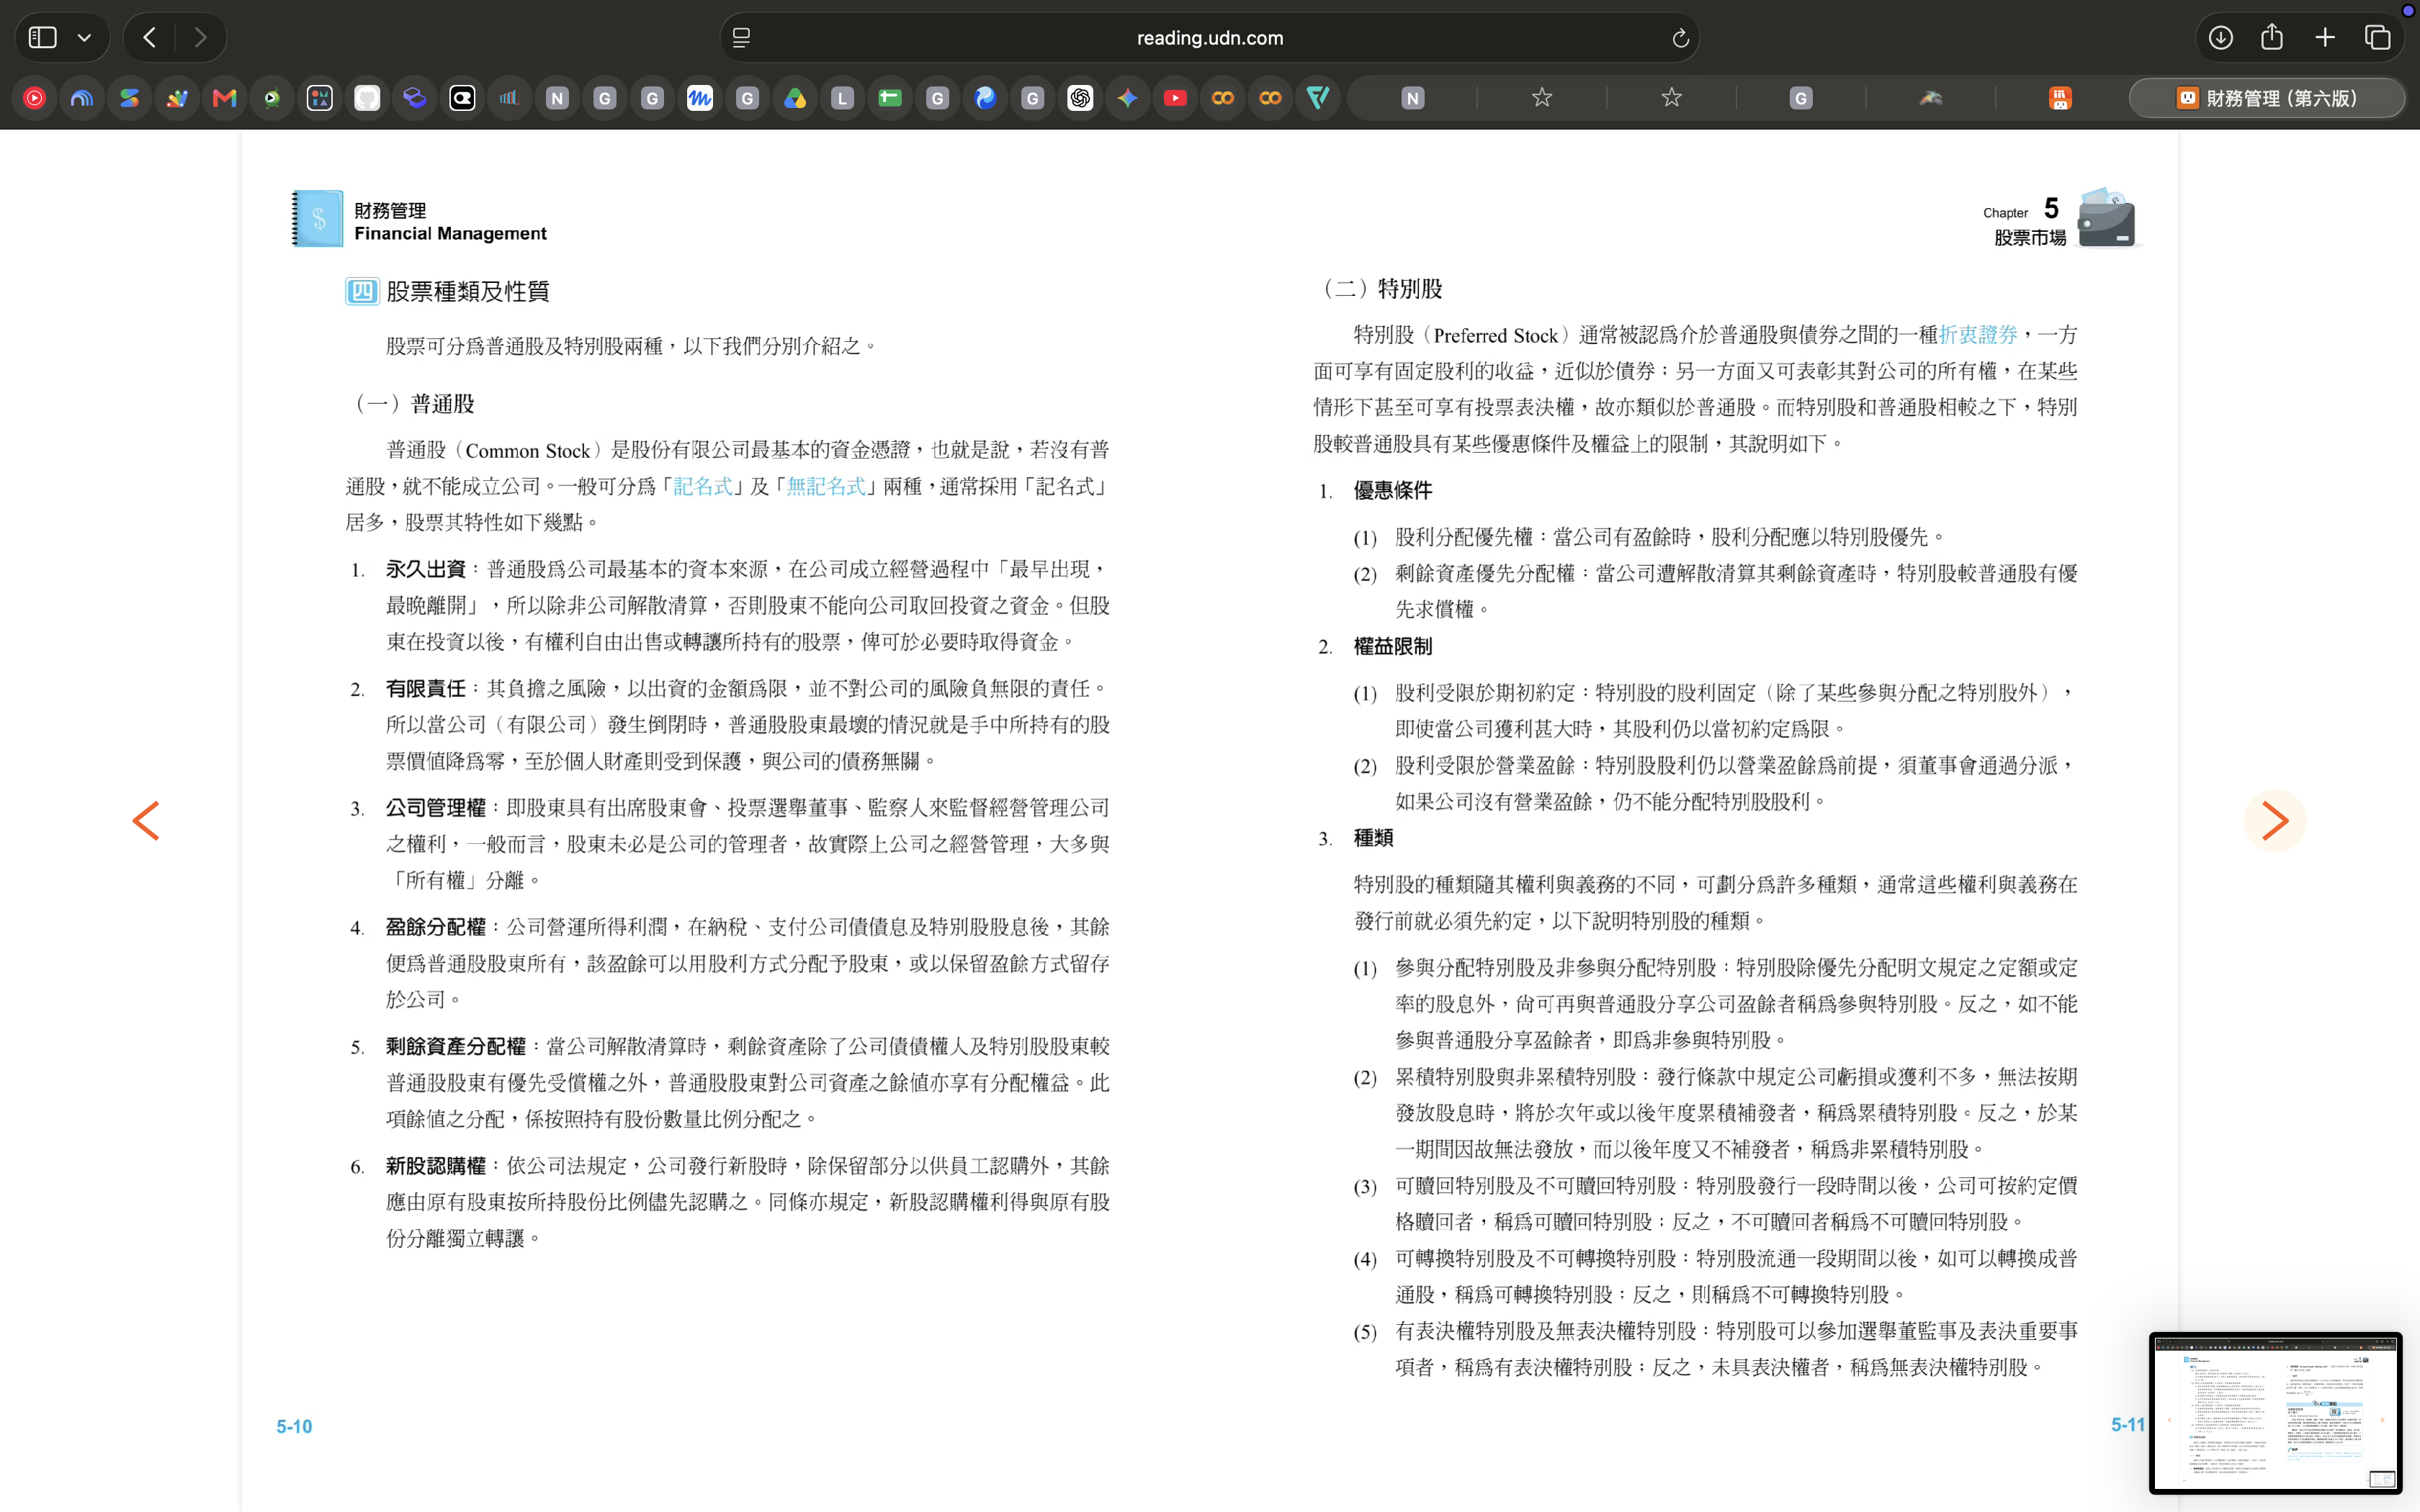 reading.udn.com
N
G
G
G
L
G
G
N
G
財務管理 (第六版)
財務管理
Financial Management
四 股票種類及性質
股票可分為普通股及特別股兩種，以下我們分別介紹之。
（一）普通股
普通股（Common Stock）是股份有限公司最基本的資金憑證，也就是說，若沒有普
通股，就不能成立公司。一般可分為「記名式」及「無記名式」兩種，通常採用「記名式」
居多，股票其特性如下幾點。
1. 永久出資：普通股為公司最基本的資本來源，在公司成立經營過程中「最早出現，
最晚離開」，所以除非公司解散清算，否則股東不能向公司取回投資之資金。但股
東在投資以後，有權利自由出售或轉讓所持有的股票，俾可於必要時取得資金。
2. 有限責任：其負擔之風險，以出資的金額為限，並不對公司的風險負無限的責任。
所以當公司（有限公司）發生倒閉時，普通股股東最壞的情況就是手中所持有的股
票價值降為零，至於個人財產則受到保護，與公司的債務無關。
3. 公司管理權：即股東具有出席股東會、投票選舉董事、監察人來監督經營管理公司
之權利，一般而言，股東未必是公司的管理者，故實際上公司之經營管理，大多與
「所有權」分離。
4. 盈餘分配權：公司營運所得利潤，在納稅、支付公司債債息及特別股股息後，其餘
便為普通股股東所有，該盈餘可以用股利方式分配予股東，或以保留盈餘方式留存
於公司。
5. 剩餘資產分配權：當公司解散清算時，剩餘資產除了公司債債權人及特別股股東較
普通股股東有優先受償權之外，普通股股東對公司資產之餘值亦享有分配權益。此
項餘值之分配，係按照持有股份數量比例分配之。
6. 新股認購權：依公司法規定，公司發行新股時，除保留部分以供員工認購外，其餘
應由原有股東按所持股份比例儘先認購之。同條亦規定，新股認購權利得與原有股
份分離獨立轉讓。
5-10
Chapter 5
股票市場
（二）特別股
特別股（Preferred Stock）通常被認為介於普通股與債券之間的一種折衷證券，一方
面可享有固定股利的收益，近似於債券；另一方面又可表彰其對公司的所有權，在某些
情形下甚至可享有投票表決權，故亦類似於普通股。而特別股和普通股相較之下，特別
股較普通股具有某些優惠條件及權益上的限制，其說明如下。
1. 優惠條件
(1) 股利分配優先權：當公司有盈餘時，股利分配應以特別股優先。
(2) 剩餘資產優先分配權：當公司遭解散清算其剩餘資產時，特別股較普通股有優
先求償權。
2. 權益限制
(1) 股利受限於期初約定：特別股的股利固定（除了某些參與分配之特別股外），
即使當公司獲利甚大時，其股利仍以當初約定為限。
(2) 股利受限於營業盈餘：特別股股利仍以營業盈餘為前提，須董事會通過分派，
如果公司沒有營業盈餘，仍不能分配特別股股利。
3. 種類
特別股的種類隨其權利與義務的不同，可劃分為許多種類，通常這些權利與義務在
發行前就必須先約定，以下說明特別股的種類。
(1) 參與分配特別股及非參與分配特別股：特別股除優先分配明文規定之定額或定
率的股息外，尚可再與普通股分享公司盈餘者稱為參與特別股。反之，如不能
參與普通股分享盈餘者，即為非參與特別股。
(2) 累積特別股與非累積特別股：發行條款中規定公司虧損或獲利不多，無法按期
發放股息時，將於次年或以後年度累積補發者，稱為累積特別股。反之，於某
一期間因故無法發放，而以後年度又不補發者，稱為非累積特別股。
(3) 可贖回特別股及不可贖回特別股：特別股發行一段時間以後，公司可按約定價
格贖回者，稱為可贖回特別股；反之，不可贖回者稱為不可贖回特別股。
(4) 可轉換特別股及不可轉換特別股：特別股流通一段期間以後，如可以轉換成普
通股，稱為可轉換特別股；反之，則稱為不可轉換特別股。
(5) 有表決權特別股及無表決權特別股：特別股可以參加選舉董監事及表決重要事
項者，稱為有表決權特別股；反之，未具表決權者，稱為無表決權特別股。
5-11